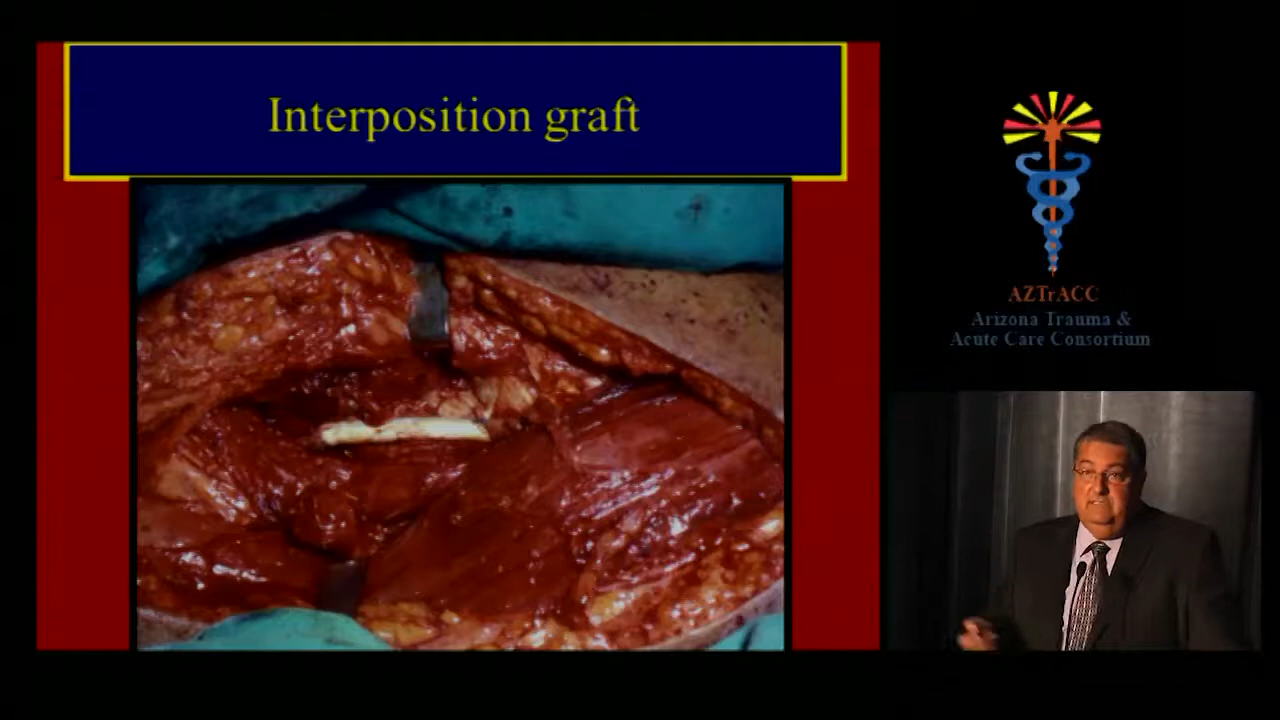 Interposition graft
AZTrACC
Arizona Trauma &
Acute Care Consortium